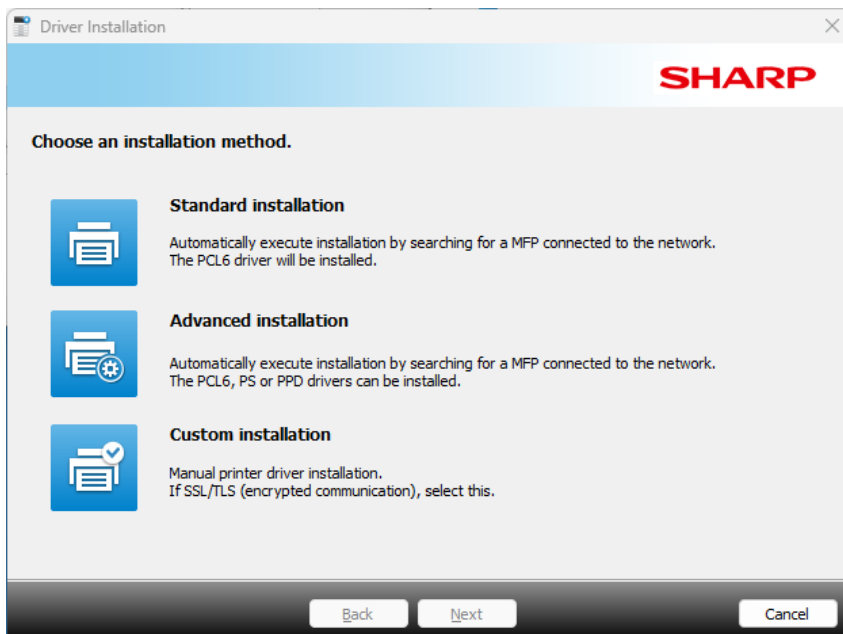 Driver Installation
SHARP
Choose an installation method.
Standard installation
Automatically execute installation by searching for a MFP connected to the network.
The PCL6 driver will be installed.
Advanced installation
Automatically execute installation by searching for a MFP connected to the network.
The PCL6, PS or PPD drivers can be installed.
Custom installation
Manual printer driver installation.
If SSL/TLS (encrypted communication), select this.
Back Next Cancel